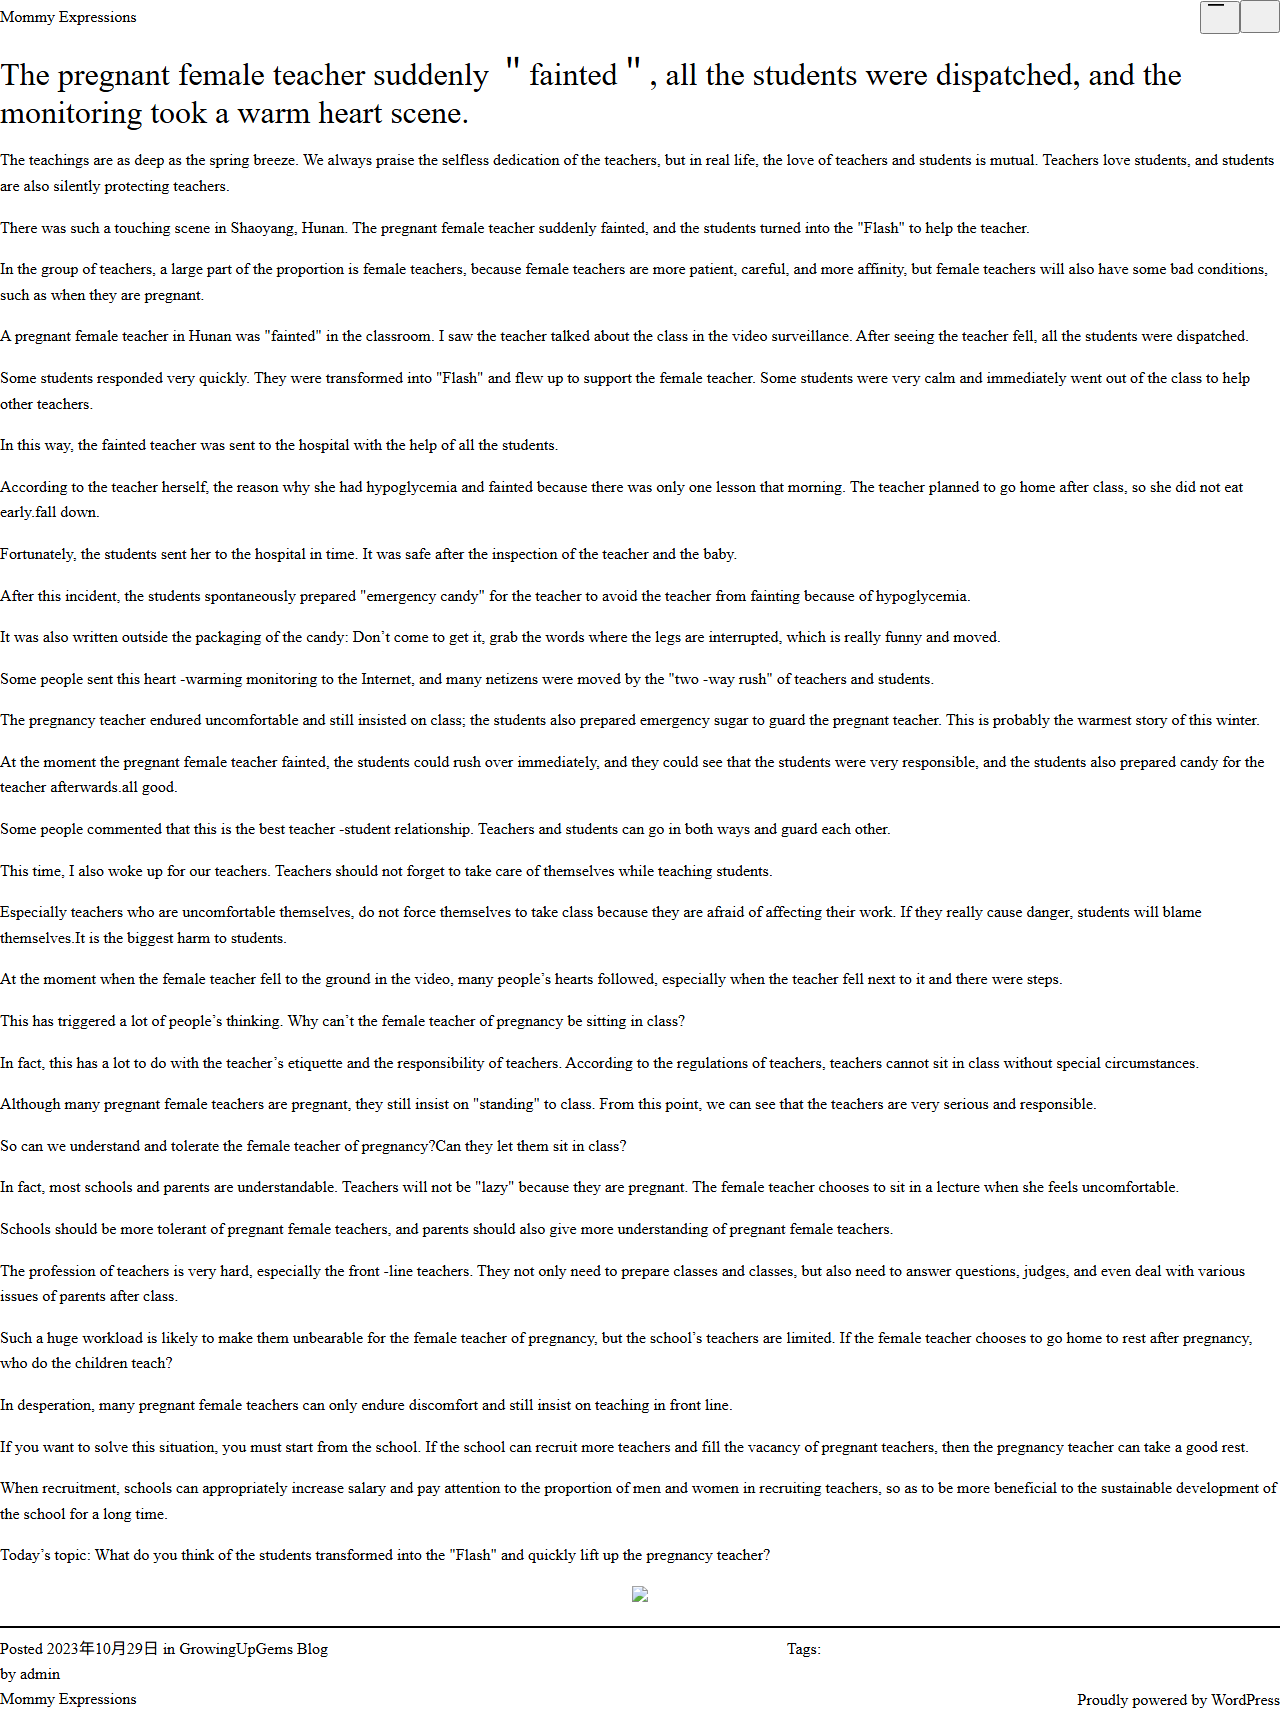 Mommy Expressions
The pregnant female teacher suddenly ＂fainted＂, all the students were dispatched, and the
monitoring took a warm heart scene.
The teachings are as deep as the spring breeze. We always praise the selfless dedication of the teachers, but in real life, the love of teachers and students is mutual. Teachers love students, and students
are also silently protecting teachers.
There was such a touching scene in Shaoyang, Hunan. The pregnant female teacher suddenly fainted, and the students turned into the "Flash" to help the teacher.
In the group of teachers, a large part of the proportion is female teachers, because female teachers are more patient, careful, and more affinity, but female teachers will also have some bad conditions,
such as when they are pregnant.
A pregnant female teacher in Hunan was "fainted" in the classroom. I saw the teacher talked about the class in the video surveillance. After seeing the teacher fell, all the students were dispatched.
Some students responded very quickly. They were transformed into "Flash" and flew up to support the female teacher. Some students were very calm and immediately went out of the class to help
other teachers.
In this way, the fainted teacher was sent to the hospital with the help of all the students.
According to the teacher herself, the reason why she had hypoglycemia and fainted because there was only one lesson that morning. The teacher planned to go home after class, so she did not eat
early.fall down.
Fortunately, the students sent her to the hospital in time. It was safe after the inspection of the teacher and the baby.
After this incident, the students spontaneously prepared "emergency candy" for the teacher to avoid the teacher from fainting because of hypoglycemia.
It was also written outside the packaging of the candy: Don’t come to get it, grab the words where the legs are interrupted, which is really funny and moved.
Some people sent this heart -warming monitoring to the Internet, and many netizens were moved by the "two -way rush" of teachers and students.
The pregnancy teacher endured uncomfortable and still insisted on class; the students also prepared emergency sugar to guard the pregnant teacher. This is probably the warmest story of this winter.
At the moment the pregnant female teacher fainted, the students could rush over immediately, and they could see that the students were very responsible, and the students also prepared candy for the
teacher afterwards.all good.
Some people commented that this is the best teacher -student relationship. Teachers and students can go in both ways and guard each other.
This time, I also woke up for our teachers. Teachers should not forget to take care of themselves while teaching students.
Especially teachers who are uncomfortable themselves, do not force themselves to take class because they are afraid of affecting their work. If they really cause danger, students will blame
themselves.It is the biggest harm to students.
At the moment when the female teacher fell to the ground in the video, many people’s hearts followed, especially when the teacher fell next to it and there were steps.
This has triggered a lot of people’s thinking. Why can’t the female teacher of pregnancy be sitting in class?
In fact, this has a lot to do with the teacher’s etiquette and the responsibility of teachers. According to the regulations of teachers, teachers cannot sit in class without special circumstances.
Although many pregnant female teachers are pregnant, they still insist on "standing" to class. From this point, we can see that the teachers are very serious and responsible.
So can we understand and tolerate the female teacher of pregnancy?Can they let them sit in class?
In fact, most schools and parents are understandable. Teachers will not be "lazy" because they are pregnant. The female teacher chooses to sit in a lecture when she feels uncomfortable.
Schools should be more tolerant of pregnant female teachers, and parents should also give more understanding of pregnant female teachers.
The profession of teachers is very hard, especially the front -line teachers. They not only need to prepare classes and classes, but also need to answer questions, judges, and even deal with various
issues of parents after class.
Such a huge workload is likely to make them unbearable for the female teacher of pregnancy, but the school’s teachers are limited. If the female teacher chooses to go home to rest after pregnancy,
who do the children teach?
In desperation, many pregnant female teachers can only endure discomfort and still insist on teaching in front line.
If you want to solve this situation, you must start from the school. If the school can recruit more teachers and fill the vacancy of pregnant teachers, then the pregnancy teacher can take a good rest.
When recruitment, schools can appropriately increase salary and pay attention to the proportion of men and women in recruiting teachers, so as to be more beneficial to the sustainable development of
the school for a long time.
Today’s topic: What do you think of the students transformed into the "Flash" and quickly lift up the pregnancy teacher?
Posted 2023年10月29日 in GrowingUpGems Blog
by admin
Tags:
Mommy Expressions
Proudly powered by WordPress